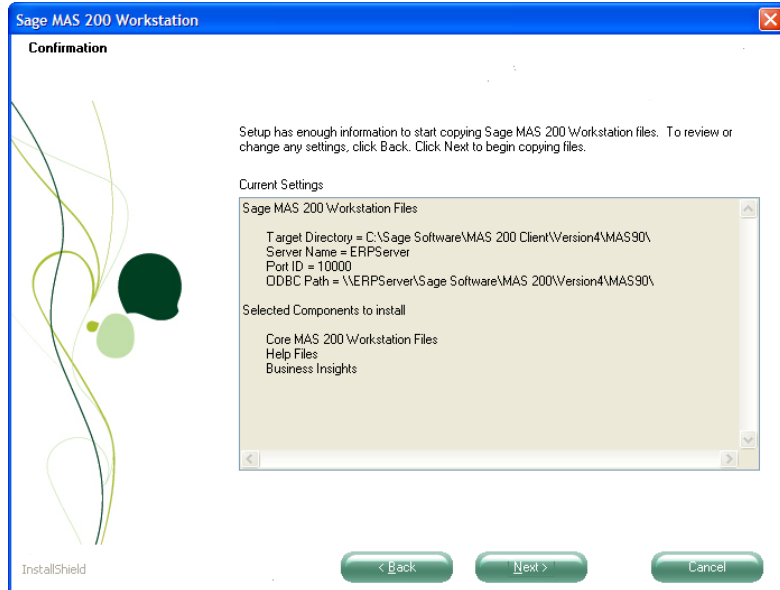 Sage MAS 200 Workstation
Confirmation
Setup has enough information to start copying Sage MAS 200 Workstation files. To review or
change any settings, click Back. Click Next to begin copying files.
Current Settings
Sage MAS 200 Workstation Files
Target Directory = C:\Sage Software\MAS 200 Client\Version4\MAS90\
Server Name = ERPServer
Port ID = 10000
ODBC Path = \\ERPServer\Sage Software\MAS 200\Version4\MAS90\
Selected Components to install
Core MAS 200 Workstation Files
Help Files
Business Insights
InstallShield
< Back
Next >
Cancel